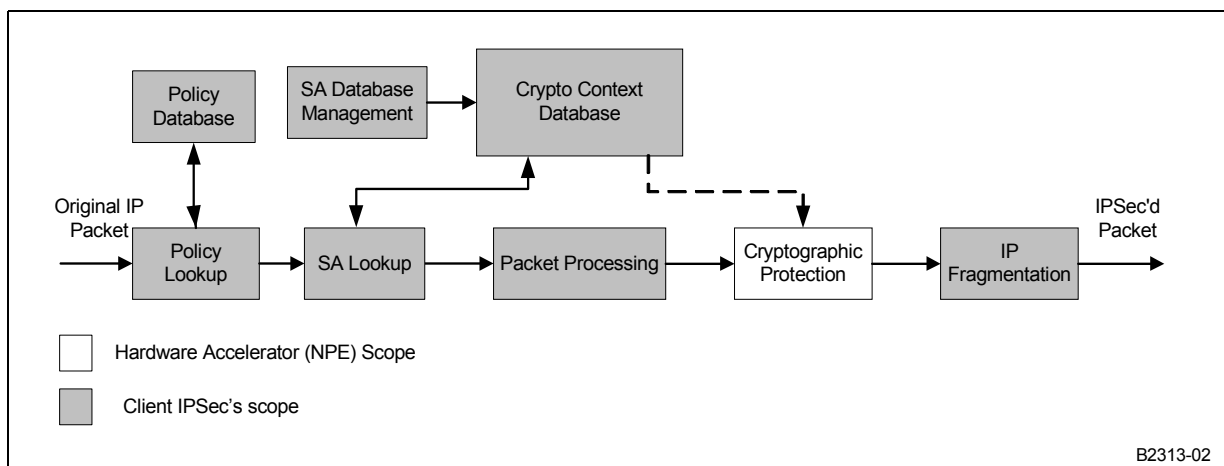 Policy
Database
SA Database
Management
Crypto Context
Database
Original IP
Packet
Policy
Lookup
SA Lookup
Packet Processing
Cryptographic
Protection
IP
Fragmentation
IPSec'd
Packet
Hardware Accelerator (NPE) Scope
Client IPSec's scope
B2313-02